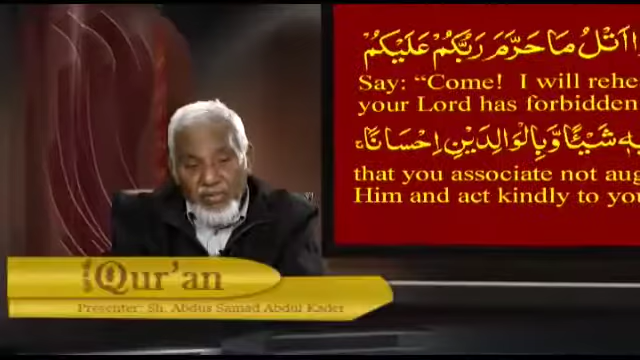 اَتْلُ مَا حَرَّمَ رَبُّكُمْ عَلَيْكُمْ
Say: “Come! I will rehe
your Lord has forbidden
شَيْئًا وَّبِالْوَالِدَيْنِ اِحْسَانًا
that you associate not aug
Him and act kindly to you
Qur'an
Presenter: Sh. Abdus Samad Abdul Kader